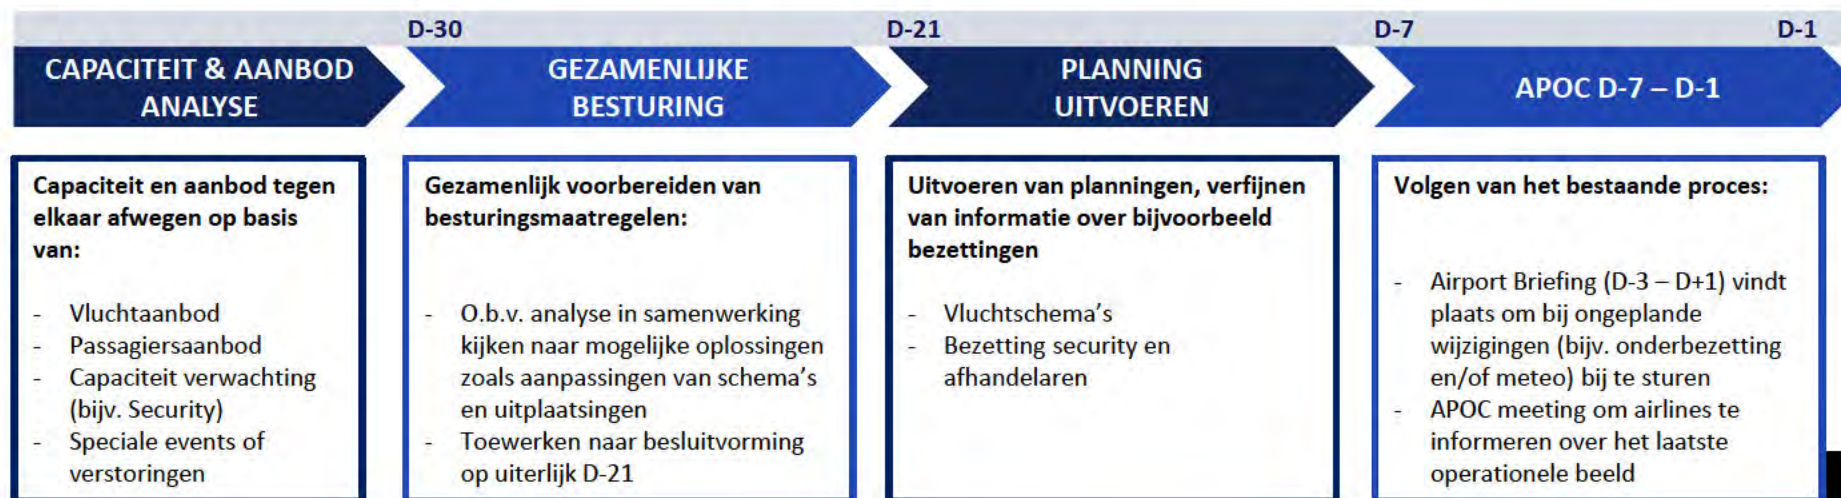 D-30
D-21
D-7
D-1
CAPACITEIT & AANBOD
ANALYSE
GEZAMENLIJKE
BESTURING
PLANNING
UITVOEREN
APOC D-7 – D-1
Capaciteit en aanbod tegen
elkaar afwegen op basis
van:
- Vluchtaanbod
- Passagiersaanbod
- Capaciteit verwachting
(bijv. Security)
- Speciale events of
verstoringen
Gezamenlijk voorbereiden van
besturingsmaatregelen:
- O.b.v. analyse in samenwerking
kijken naar mogelijke oplossingen
zoals aanpassingen van schema's
en uitplaatsingen
- Toewerken naar besluitvorming
op uiterlijk D-21
Uitvoeren van planningen, verfijnen
van informatie over bijvoorbeeld
bezettingen
- Vluchtschema's
- Bezetting security en
afhandelaren
Volgen van het bestaande proces:
- Airport Briefing (D-3 – D+1) vindt
plaats om bij ongeplande
wijzigingen (bijv. onderbezetting
en/of meteo) bij te sturen
- APOC meeting om airlines te
informeren over het laatste
operationele beeld